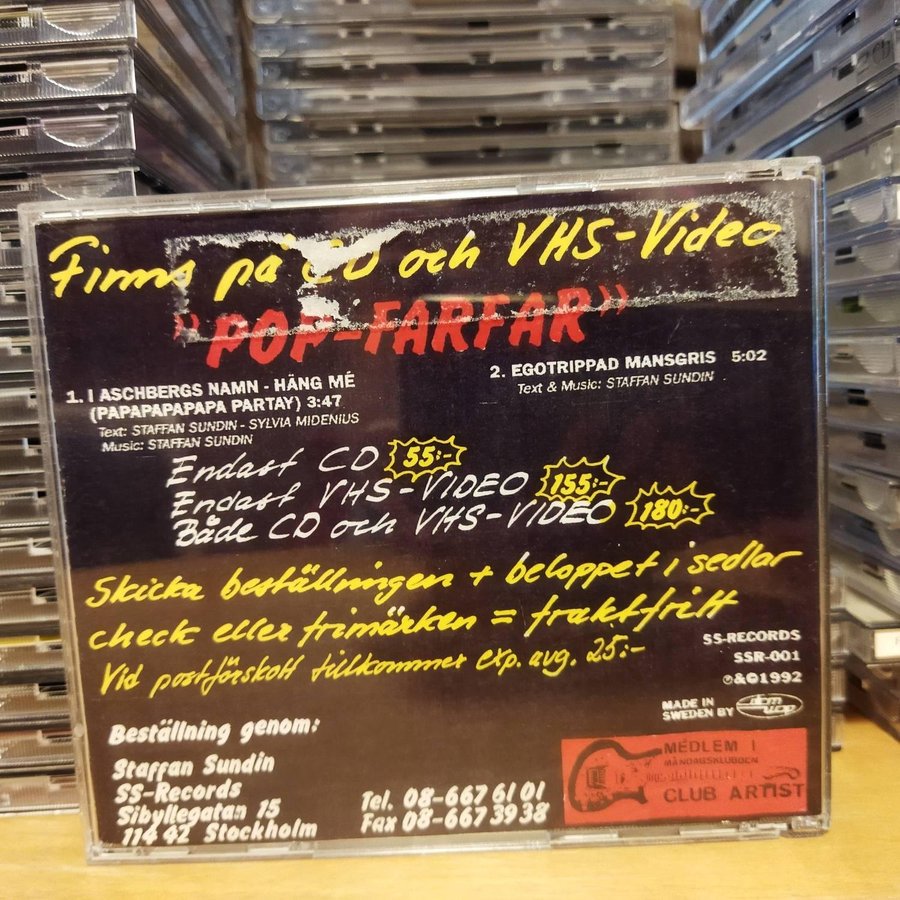 Finns på CD och VHS-Video
"POP-FARFAR"
1. I ASCHBERGS NAMN - HÄNG MÉ
(PAPAPAPAPAPA PARTAY) 3:47
Text: STAFFAN SUNDIN - SYLVIA MIDENIUS
Music: STAFFAN SUNDIN
2. EGOTRIPPAD MANSGRIS 5:02
Text & Music: STAFFAN SUNDIN
Endast CD 55:-
Endast VHS-VIDEO 155:-
Både CD och VHS-VIDEO 180:-
Skicka beställningen + beloppet i sedlar
check eller frimärken = fraktfritt
Vid postförskott tillkommer exp. avg. 25:-
SS-RECORDS
SSR-001
℗&©1992
MADE IN
SWEDEN BY dcm
Beställning genom:
Staffan Sundin
SS-Records
Sibyllegatan 15
114 42 Stockholm
Tel. 08-667 61 01
Fax 08-667 39 38
MEDLEM I
MÅNDAGSKLUBBEN
CLUB ARTIST